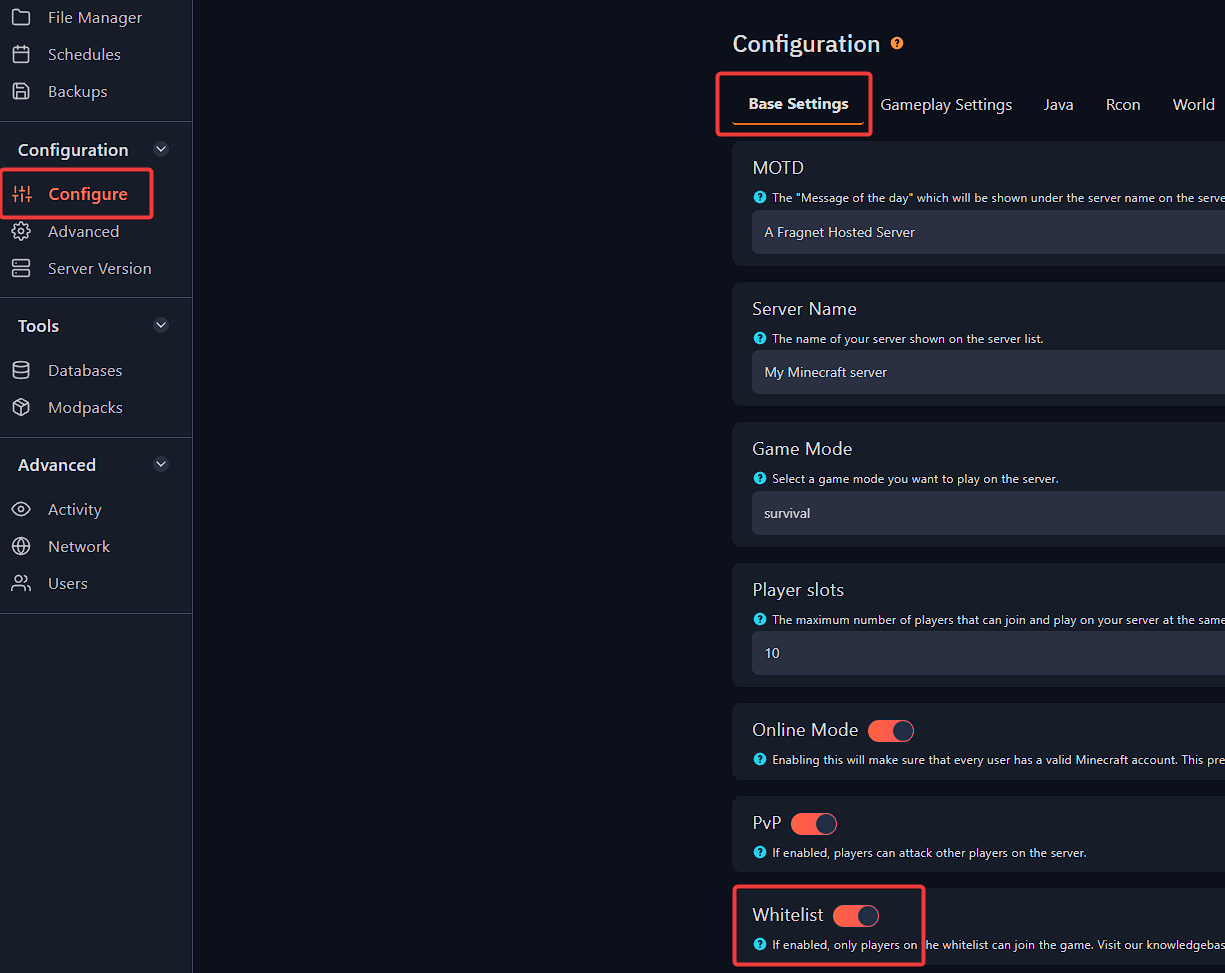 File Manager
Schedules
Backups
Configuration
Configure
Advanced
Server Version
Tools
Databases
Modpacks
Advanced
Activity
Network
Users
Configuration ?
Base Settings Gameplay Settings Java Rcon World
MOTD
? The "Message of the day" which will be shown under the server name on the serve
A Fragnet Hosted Server
Server Name
? The name of your server shown on the server list.
My Minecraft server
Game Mode
? Select a game mode you want to play on the server.
survival
Player slots
? The maximum number of players that can join and play on your server at the same
10
Online Mode
? Enabling this will make sure that every user has a valid Minecraft account. This pre
PvP
? If enabled, players can attack other players on the server.
Whitelist
? If enabled, only players on the whitelist can join the game. Visit our knowledgebas